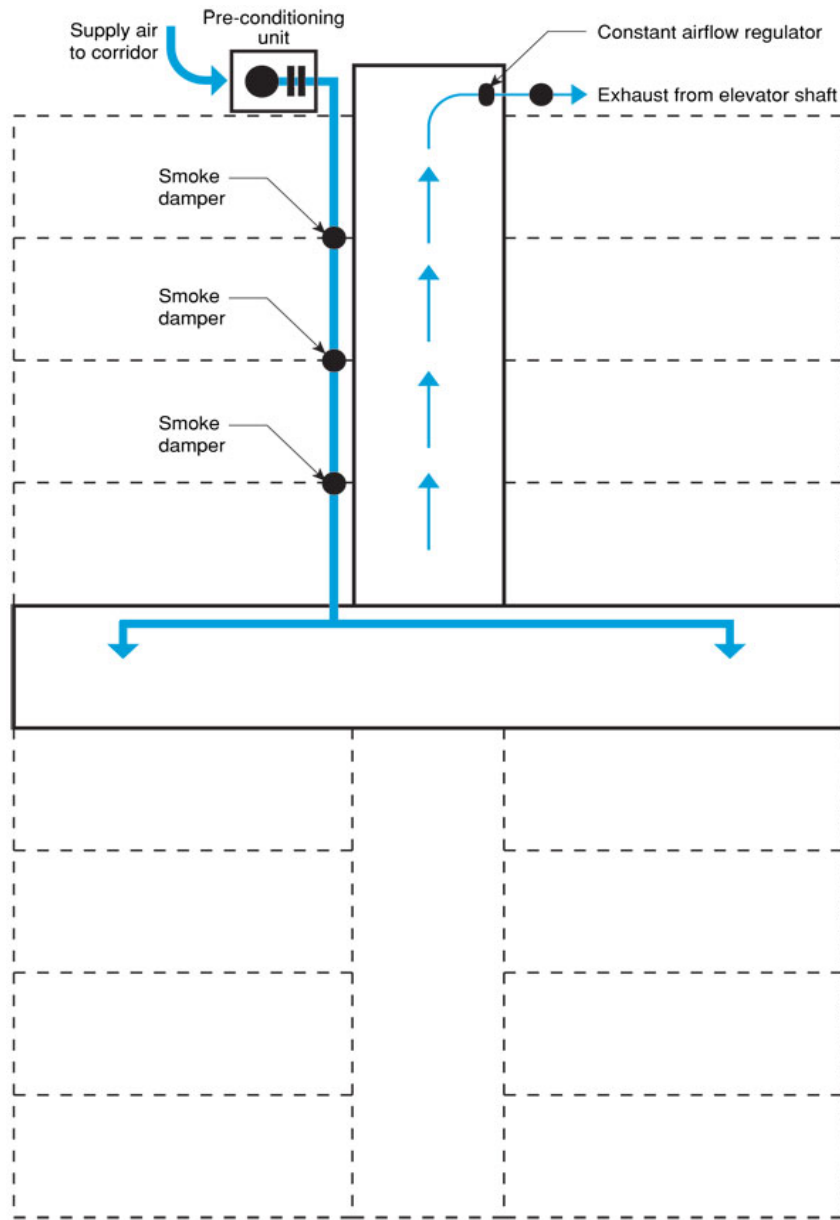 Supply air
to corridor
Pre-conditioning
unit
Constant airflow regulator
Exhaust from elevator shaft
Smoke
damper
Smoke
damper
Smoke
damper